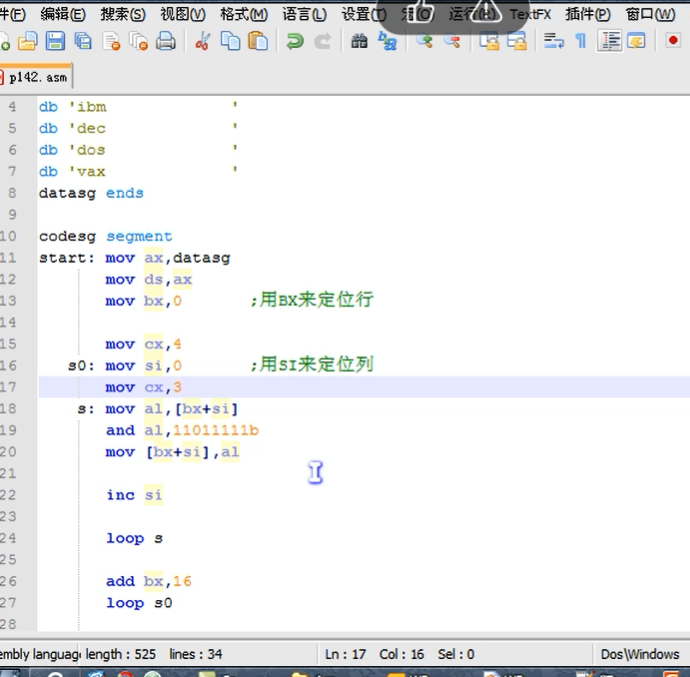 编辑(E) 搜索(S) 视图(V) 格式(M) 语言(L) 设置(T) TextFX 插件(P) 窗口(W)
p142.asm
4 db 'ibm             '
5 db 'dec             '
6 db 'dos             '
7 db 'vax             '
8 datasg ends
9
10 codesg segment
11 start: mov ax,datasg
12 mov ds,ax
13 mov bx,0 ;用BX来定位行
14
15 mov cx,4
16 s0: mov si,0 ;用SI来定位列
17 mov cx,3
18 s: mov al,[bx+si]
19 and al,11011111b
20 mov [bx+si],al
21
22 inc si
23
24 loop s
25
26 add bx,16
27 loop s0
28
embly language length : 525 lines : 34 Ln : 17 Col : 16 Sel : 0 Dos\Windows